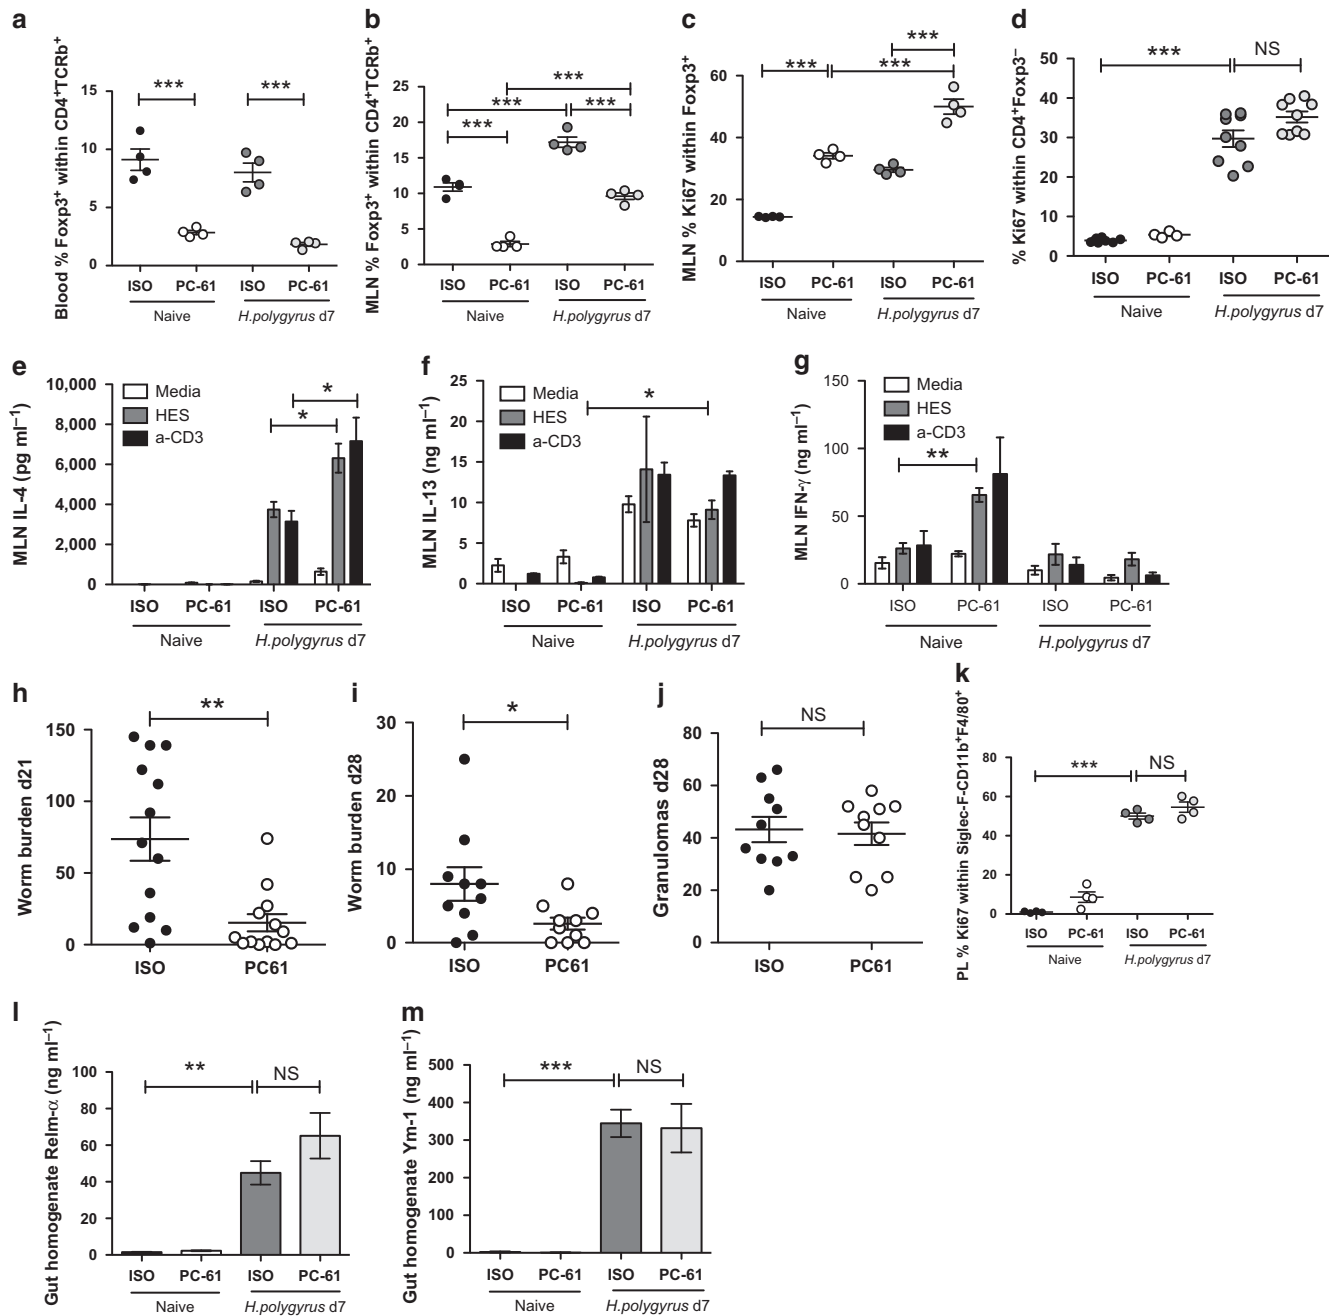 a
Blood % Foxp3⁺ within CD4⁺TCRb⁺
15
10
5
0
***
***
ISO
PC-61
ISO
PC-61
Naive
H.polygyrus d7
b
MLN % Foxp3⁺ within CD4⁺TCRb⁺
25
20
15
10
5
0
***
***
***
***
ISO
PC-61
ISO
PC-61
Naive
H.polygyrus d7
c
MLN % Ki67 within Foxp3⁺
60
40
20
0
***
***
***
ISO
PC-61
ISO
PC-61
Naive
H.polygyrus d7
d
% Ki67 within CD4⁺Foxp3⁻
50
40
30
20
10
0
***
NS
ISO
PC-61
ISO
PC-61
Naive
H.polygyrus d7
e
MLN IL-4 (pg ml⁻¹)
10,000
8,000
6,000
4,000
2,000
0
Media
HES
a-CD3
*
*
ISO
PC-61
ISO
PC-61
Naive
H.polygyrus d7
f
MLN IL-13 (ng ml⁻¹)
25
20
15
10
5
0
Media
HES
a-CD3
*
ISO
PC-61
ISO
PC-61
Naive
H.polygyrus d7
g
MLN IFN-γ (ng ml⁻¹)
150
100
50
0
Media
HES
a-CD3
**
ISO
PC-61
ISO
PC-61
Naive
H.polygyrus d7
h
Worm burden d21
150
100
50
0
**
ISO
PC61
i
Worm burden d28
30
20
10
0
*
ISO
PC61
j
Granulomas d28
80
60
40
20
0
NS
ISO
PC61
k
PL % Ki67 within Siglec-F-CD11b⁺F4/80⁺
80
60
40
20
0
***
NS
ISO
PC-61
ISO
PC-61
Naive
H.polygyrus d7
l
Gut homogenate Relm-α (ng ml⁻¹)
100
80
60
40
20
0
**
NS
ISO
PC-61
ISO
PC-61
Naive
H.polygyrus d7
m
Gut homogenate Ym-1 (ng ml⁻¹)
500
400
300
200
100
0
***
NS
ISO
PC-61
ISO
PC-61
Naive
H.polygyrus d7